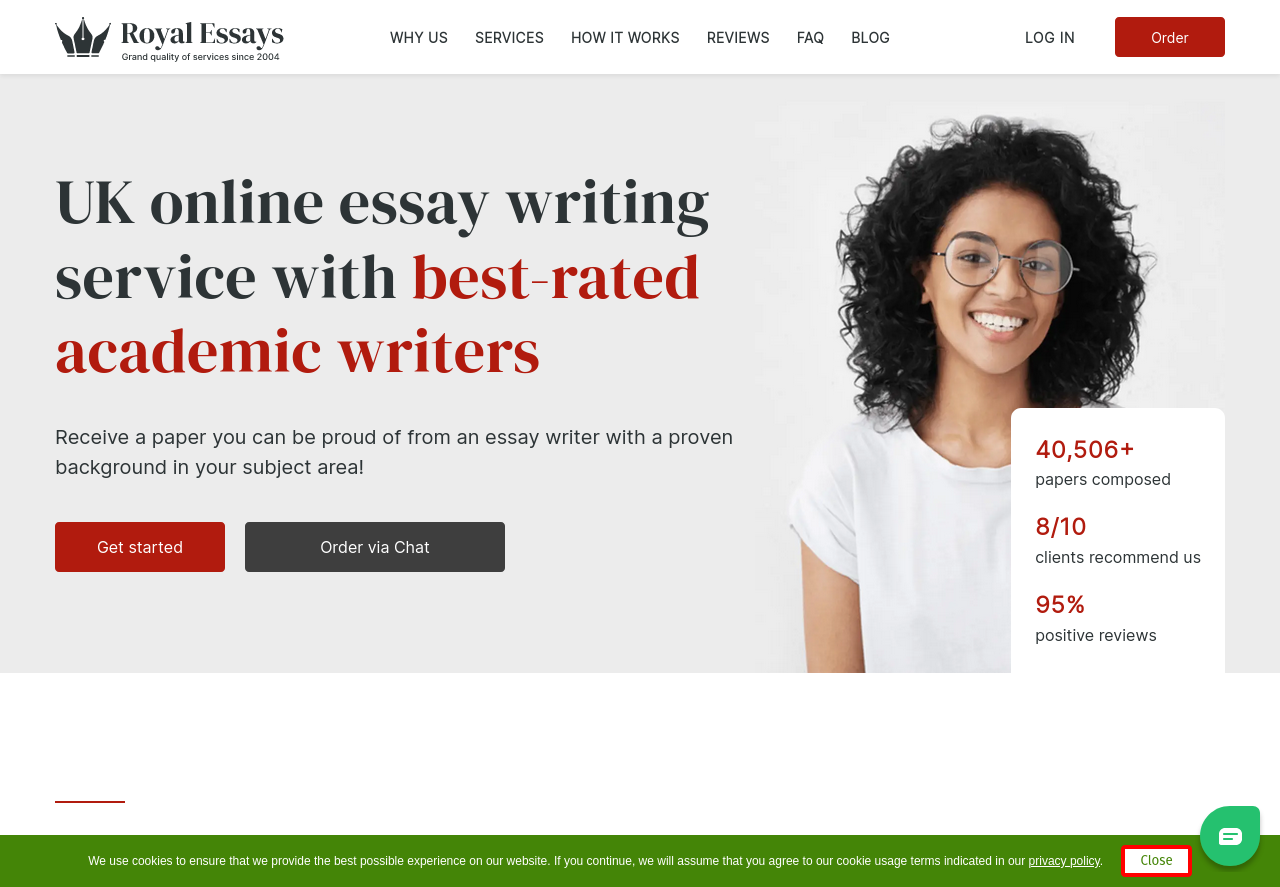 Royal Essays
Grand quality of services since 2004
WHY US
SERVICES
HOW IT WORKS
REVIEWS
FAQ
BLOG
LOG IN
Order
UK online essay writing
service with best-rated
academic writers
Receive a paper you can be proud of from an essay writer with a proven
background in your subject area!
Get started
Order via Chat
40,506+
papers composed
8/10
clients recommend us
95%
positive reviews
We use cookies to ensure that we provide the best possible experience on our website. If you continue, we will assume that you agree to our cookie usage terms indicated in our privacy policy.
Close